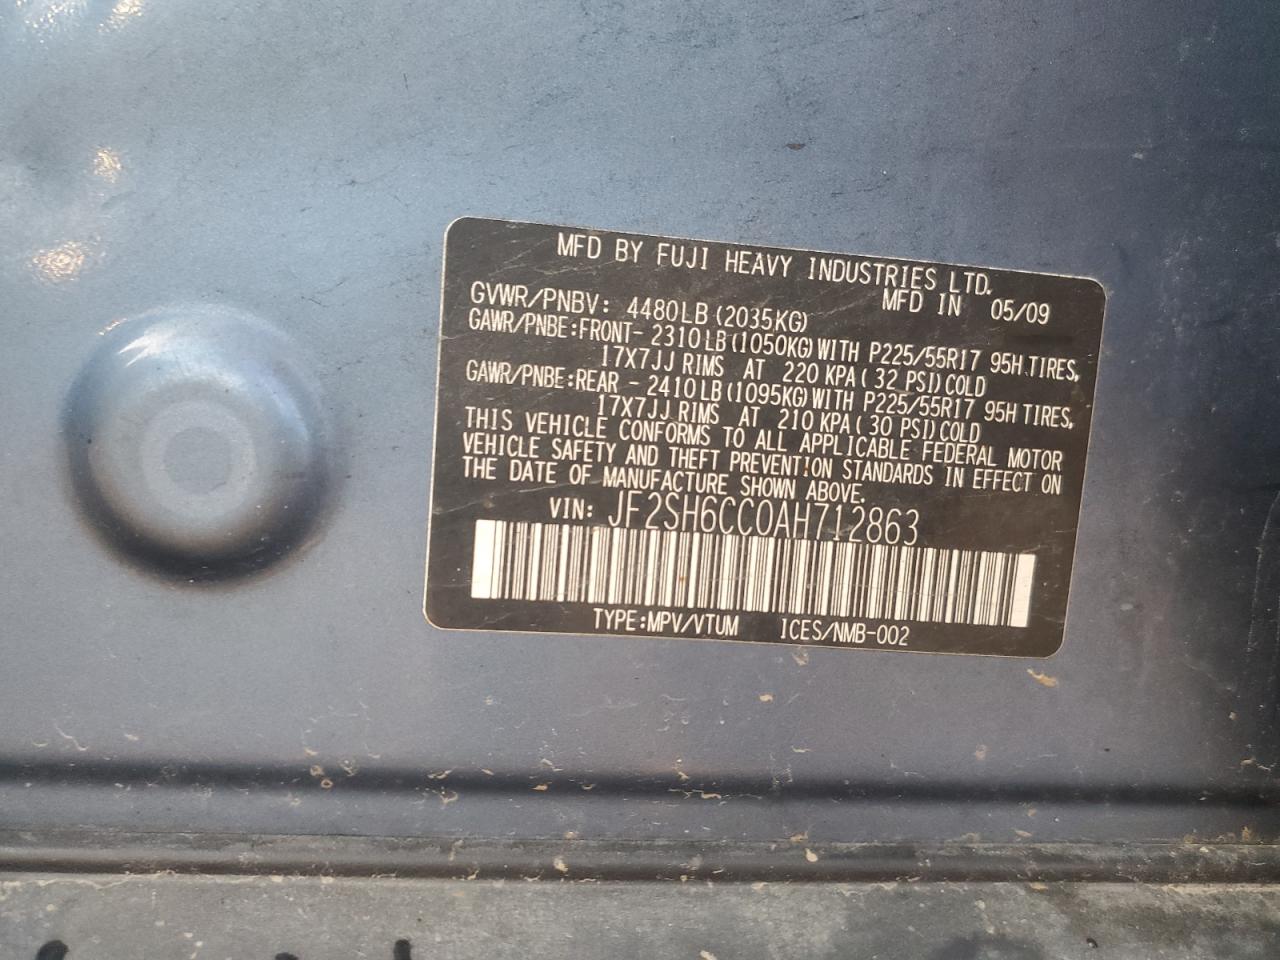 MFD BY FUJI HEAVY INDUSTRIES LTD.
MFD IN 05/09
GVWR/PNBV: 4480LB (2035KG)
GAWR/PNBE:FRONT- 2310LB (1050KG) WITH P225/55R17 95H TIRES,
17X7JJ RIMS AT 220 KPA ( 32 PSI) COLD
GAWR/PNBE:REAR - 2410LB (1095KG) WITH P225/55R17 95H TIRES,
17X7JJ RIMS AT 210 KPA ( 30 PSI) COLD
THIS VEHICLE CONFORMS TO ALL APPLICABLE FEDERAL MOTOR
VEHICLE SAFETY AND THEFT PREVENTION STANDARDS IN EFFECT ON
THE DATE OF MANUFACTURE SHOWN ABOVE.
VIN: JF2SH6CC0AH712863
TYPE:MPV/VTUM ICES/NMB-002